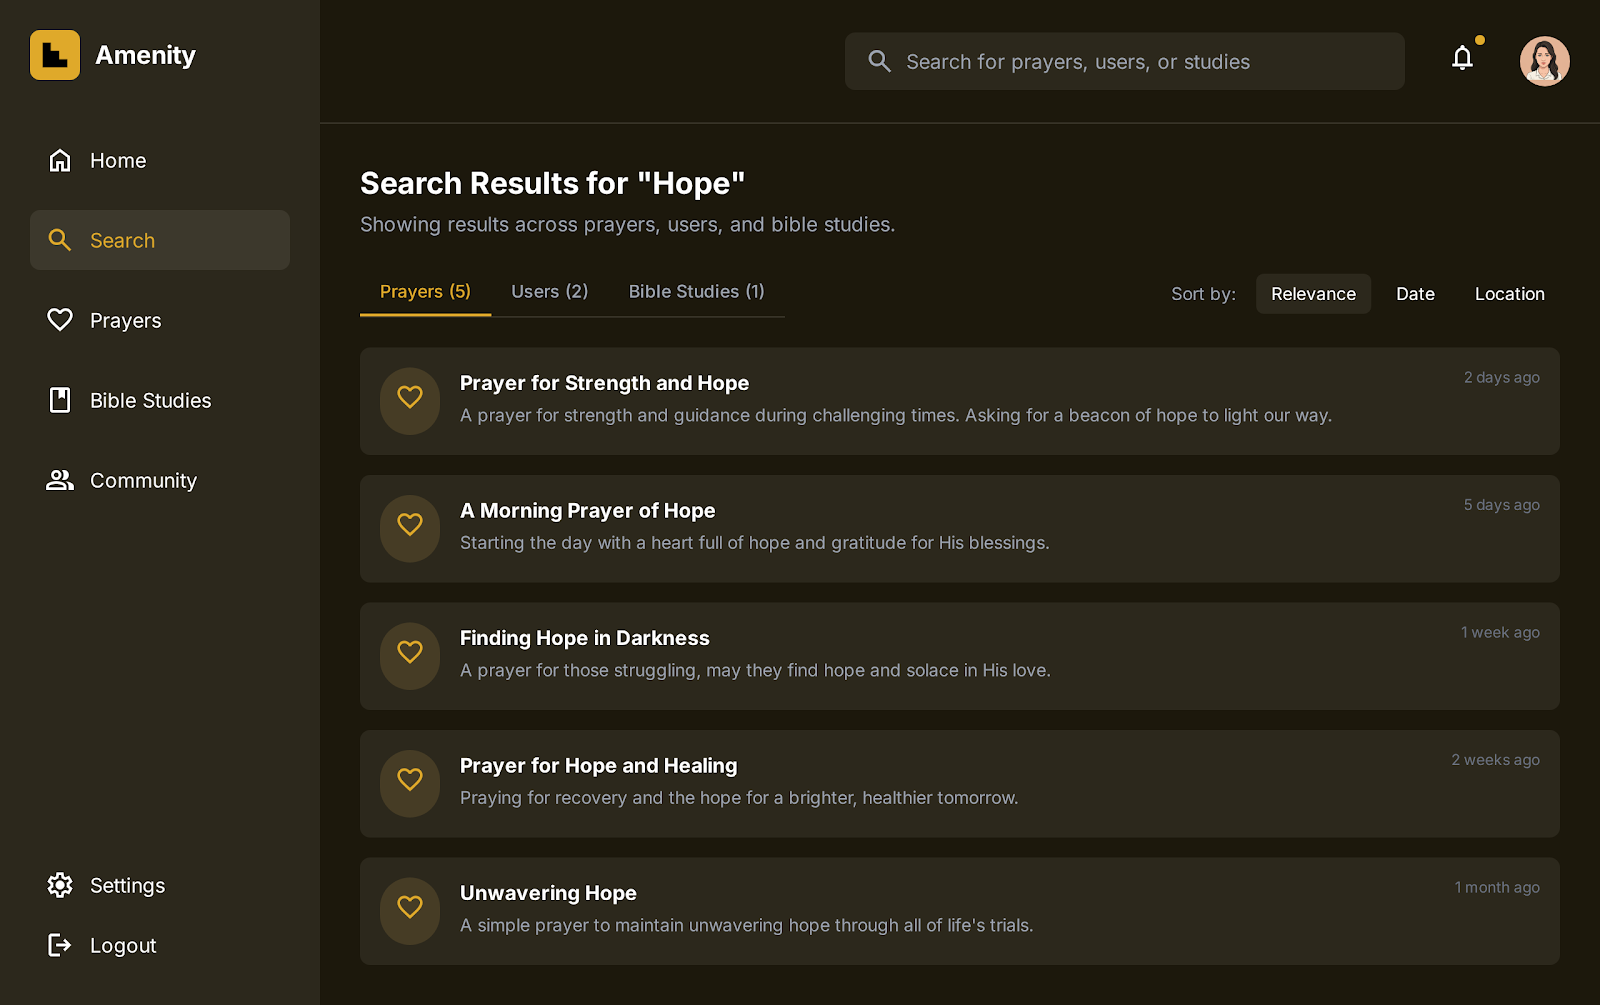 Amenity
Search for prayers, users, or studies
Home
Search
Prayers
Bible Studies
Community
Settings
Logout
Search Results for "Hope"
Showing results across prayers, users, and bible studies.
Prayers (5) Users (2) Bible Studies (1) Sort by: Relevance Date Location
Prayer for Strength and Hope 2 days ago
A prayer for strength and guidance during challenging times. Asking for a beacon of hope to light our way.
A Morning Prayer of Hope 5 days ago
Starting the day with a heart full of hope and gratitude for His blessings.
Finding Hope in Darkness 1 week ago
A prayer for those struggling, may they find hope and solace in His love.
Prayer for Hope and Healing 2 weeks ago
Praying for recovery and the hope for a brighter, healthier tomorrow.
Unwavering Hope 1 month ago
A simple prayer to maintain unwavering hope through all of life's trials.